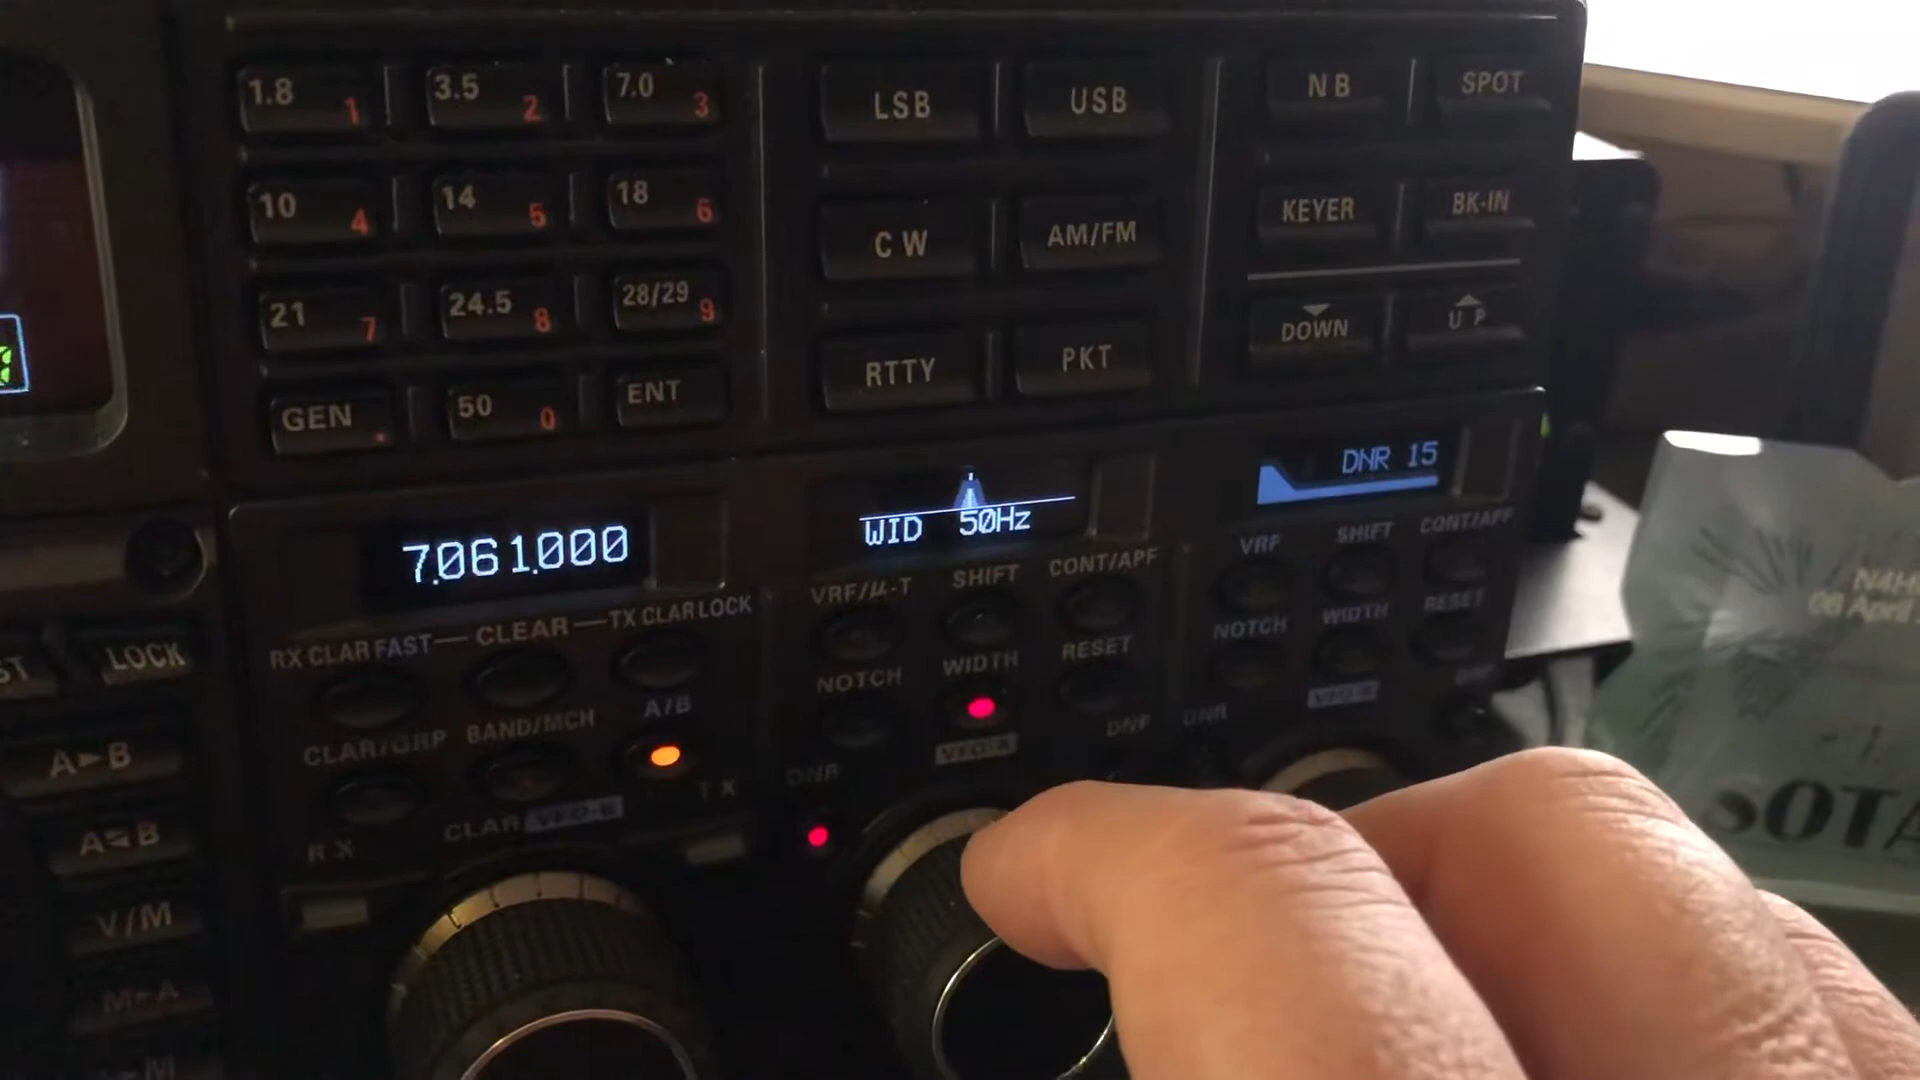 1.8 1 3.5 2 7.0 3
10 4 14 5 18 6
21 7 24.5 8 28/29 9
GEN . 50 0 ENT
LSB USB
CW AM/FM
RTTY PKT
NB SPOT
KEYER BK-IN
DOWN UP
LOCK
A►B
V/M
M►A
7.061.000
RX CLAR FAST — CLEAR — TX CLAR LOCK
CLAR/GRP BAND/MCH A/B
CLAR/VFO-B
RX TX
WID 50Hz
VRF/μ-T SHIFT CONT/APF
NOTCH WIDTH RESET
VFO-A
DNR DNF
DNR 15
VRF SHIFT CONT/APF
NOTCH WIDTH RESET
DNR
06 April